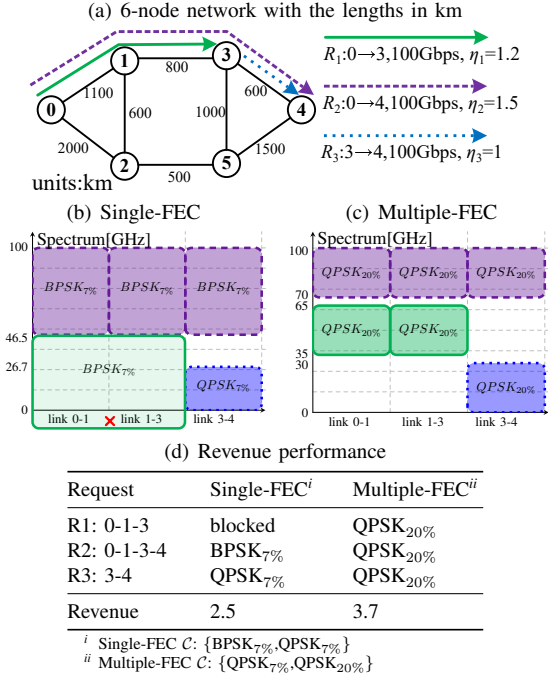 (a) 6-node network with the lengths in km
R1:0→3,100Gbps, η1=1.2
R2:0→4,100Gbps, η2=1.5
R3:3→4,100Gbps, η3=1
0
1
2
3
4
5
1100
800
600
600
1000
2000
500
1500
units:km
(b) Single-FEC
Spectrum[GHz]
100
46.5
26.7
0
BPSK7%
BPSK7%
BPSK7%
BPSK7%
QPSK7%
link 0-1
link 1-3
link 3-4
(c) Multiple-FEC
Spectrum[GHz]
100
70
65
35
30
0
QPSK20%
QPSK20%
QPSK20%
QPSK20%
QPSK20%
QPSK20%
link 0-1
link 1-3
link 3-4
(d) Revenue performance
Request Single-FEC^i Multiple-FEC^ii
R1: 0-1-3 blocked QPSK20%
R2: 0-1-3-4 BPSK7% QPSK20%
R3: 3-4 QPSK7% QPSK20%
Revenue 2.5 3.7
i Single-FEC C: {BPSK7%,QPSK7%}
ii Multiple-FEC C: {QPSK7%,QPSK20%}